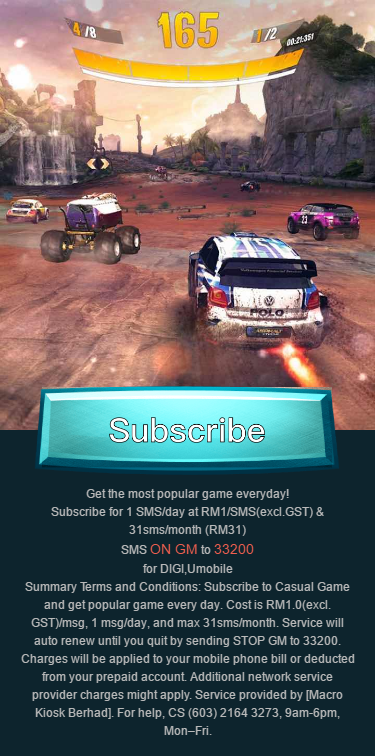 4/8
165
1/2
00:21:351
23
POLO
Subscribe
Get the most popular game everyday!
Subscribe for 1 SMS/day at RM1/SMS(excl.GST) &
31sms/month (RM31)
SMS ON GM to 33200
for DIGI,Umobile
Summary Terms and Conditions: Subscribe to Casual Game
and get popular game every day. Cost is RM1.0(excl.
GST)/msg, 1 msg/day, and max 31sms/month. Service will
auto renew until you quit by sending STOP GM to 33200.
Charges will be applied to your mobile phone bill or deducted
from your prepaid account. Additional network service
provider charges might apply. Service provided by [Macro
Kiosk Berhad]. For help, CS (603) 2164 3273, 9am-6pm,
Mon–Fri.